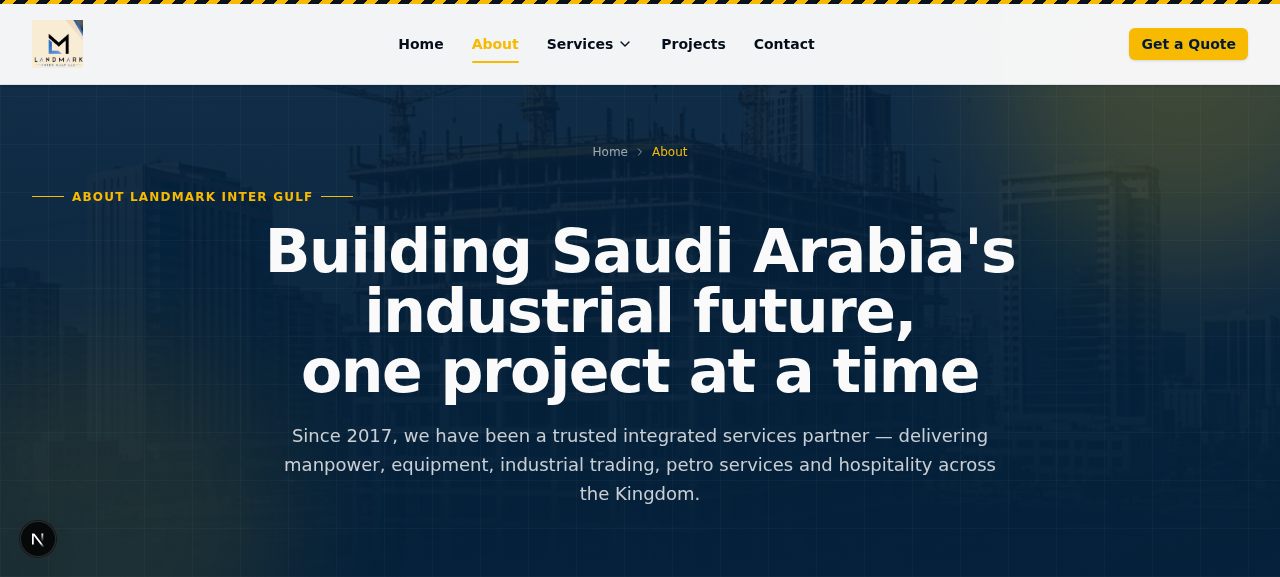 LANDMARK
Home
About
Services
Projects
Contact
Get a Quote
Home
About
ABOUT LANDMARK INTER GULF
Building Saudi Arabia's
industrial future,
one project at a time
Since 2017, we have been a trusted integrated services partner — delivering
manpower, equipment, industrial trading, petro services and hospitality across
the Kingdom.